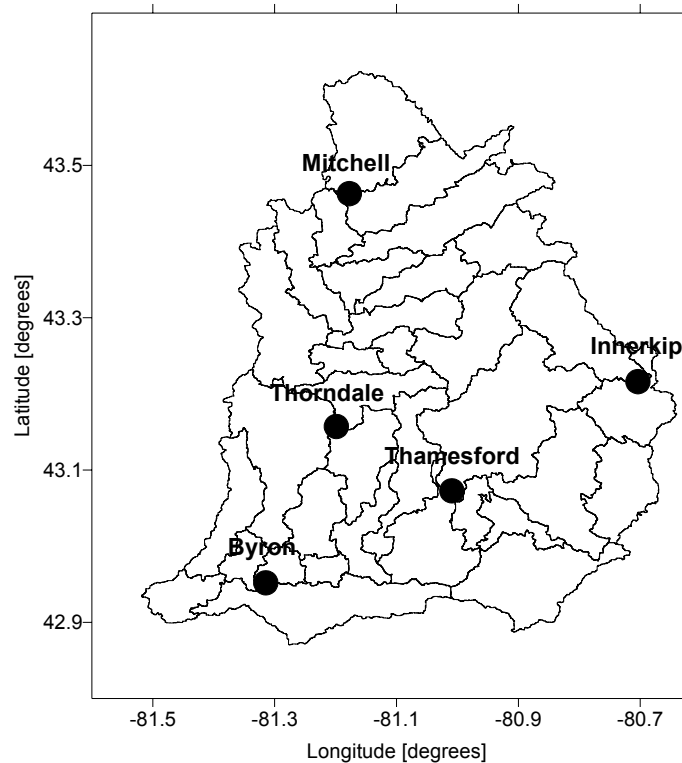 Mitchell
43.5
Latitude [degrees]
43.3
Innerkip
Thorndale
Thamesford
43.1
Byron
42.9
-81.5 -81.3 -81.1 -80.9 -80.7
Longitude [degrees]